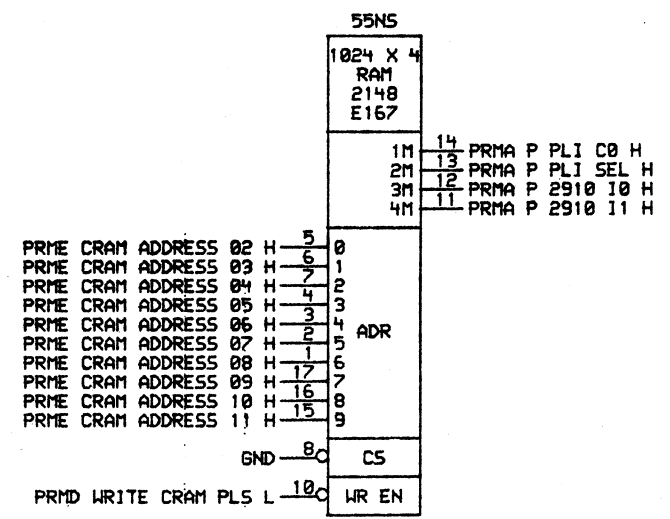 55NS
1024 X 4
RAM
2148
E167
1M 14 PRMA P PLI C0 H
2M 13 PRMA P PLI SEL H
3M 12 PRMA P 2910 I0 H
4M 11 PRMA P 2910 I1 H
PRME CRAM ADDRESS 02 H 5 0
PRME CRAM ADDRESS 03 H 6 1
PRME CRAM ADDRESS 04 H 7 2
PRME CRAM ADDRESS 05 H 4 3
PRME CRAM ADDRESS 06 H 3 4
ADR
PRME CRAM ADDRESS 07 H 2 5
PRME CRAM ADDRESS 08 H 1 6
PRME CRAM ADDRESS 09 H 17 7
PRME CRAM ADDRESS 10 H 16 8
PRME CRAM ADDRESS 11 H 15 9
GND 8 CS
PRMD WRITE CRAM PLS L 10 WR EN